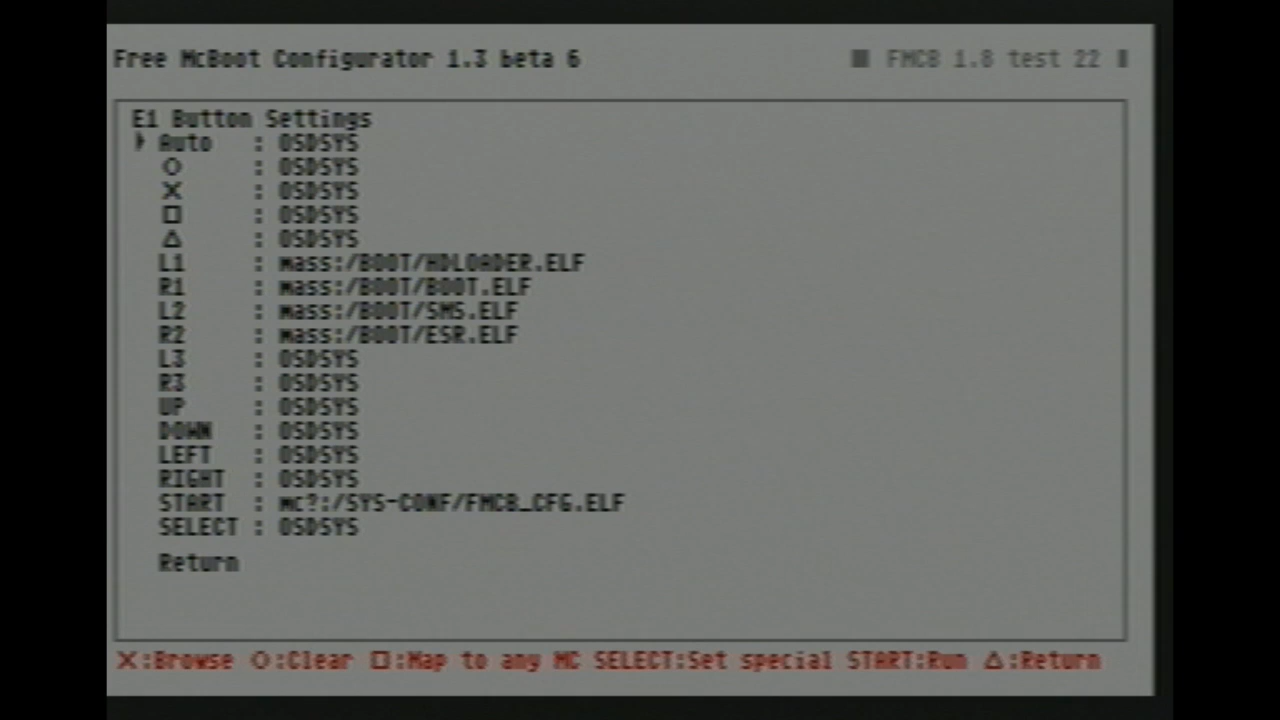 Free McBoot Configurator 1.3 beta 6
FMCB 1.8 test 22
E1 Button Settings
Auto : OSDSYS
○ : OSDSYS
X : OSDSYS
□ : OSDSYS
△ : OSDSYS
L1 : mass:/BOOT/HDLOADER.ELF
R1 : mass:/BOOT/BOOT.ELF
L2 : mass:/BOOT/SMS.ELF
R2 : mass:/BOOT/ESR.ELF
L3 : OSDSYS
R3 : OSDSYS
UP : OSDSYS
DOWN : OSDSYS
LEFT : OSDSYS
RIGHT : OSDSYS
START : mc?:/SYS-CONF/FMCB_CFG.ELF
SELECT : OSDSYS
Return
X:Browse ○:Clear □:Map to any MC SELECT:Set special START:Run △:Return